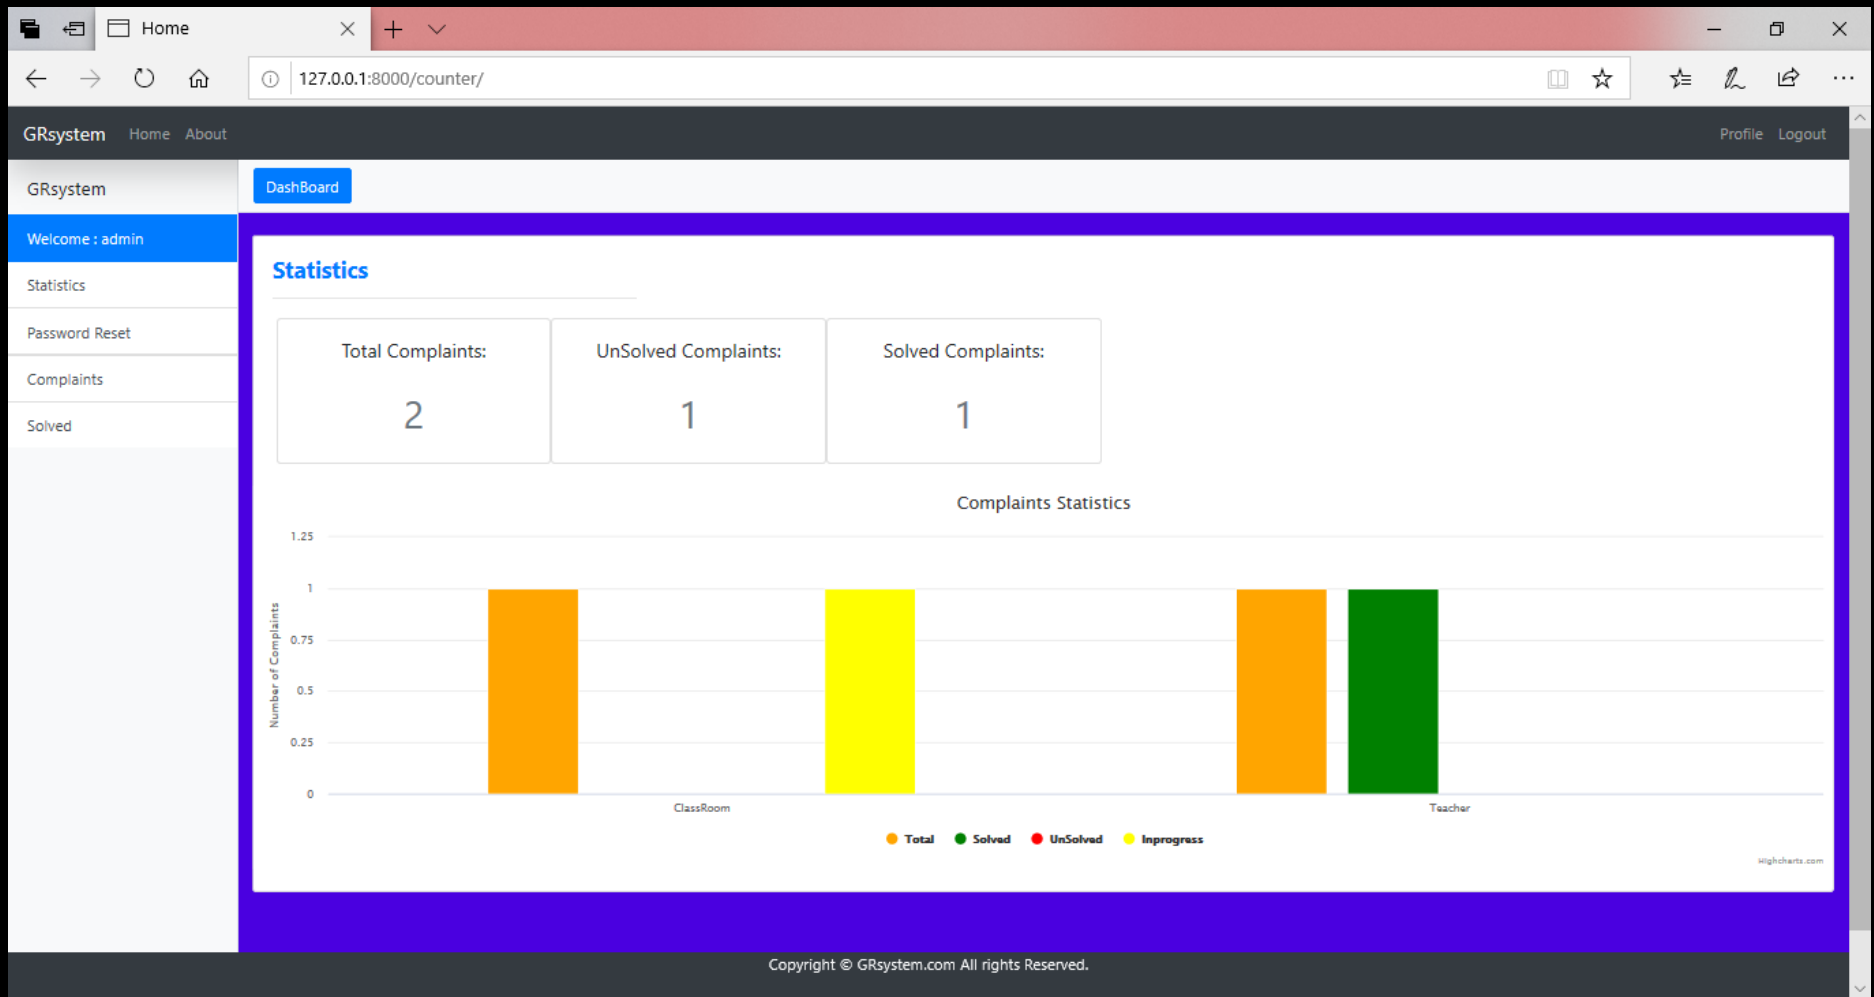 Home
127.0.0.1:8000/counter/
GRsystem Home About Profile Logout
GRsystem
DashBoard
Welcome : admin
Statistics
Password Reset
Complaints
Solved
Statistics
Total Complaints: UnSolved Complaints: Solved Complaints:
2 1 1
Complaints Statistics
Number of Complaints
1.25
1
0.75
0.5
0.25
0
ClassRoom Teacher
Total Solved UnSolved Inprogress
Highcharts.com
Copyright © GRsystem.com All rights Reserved.